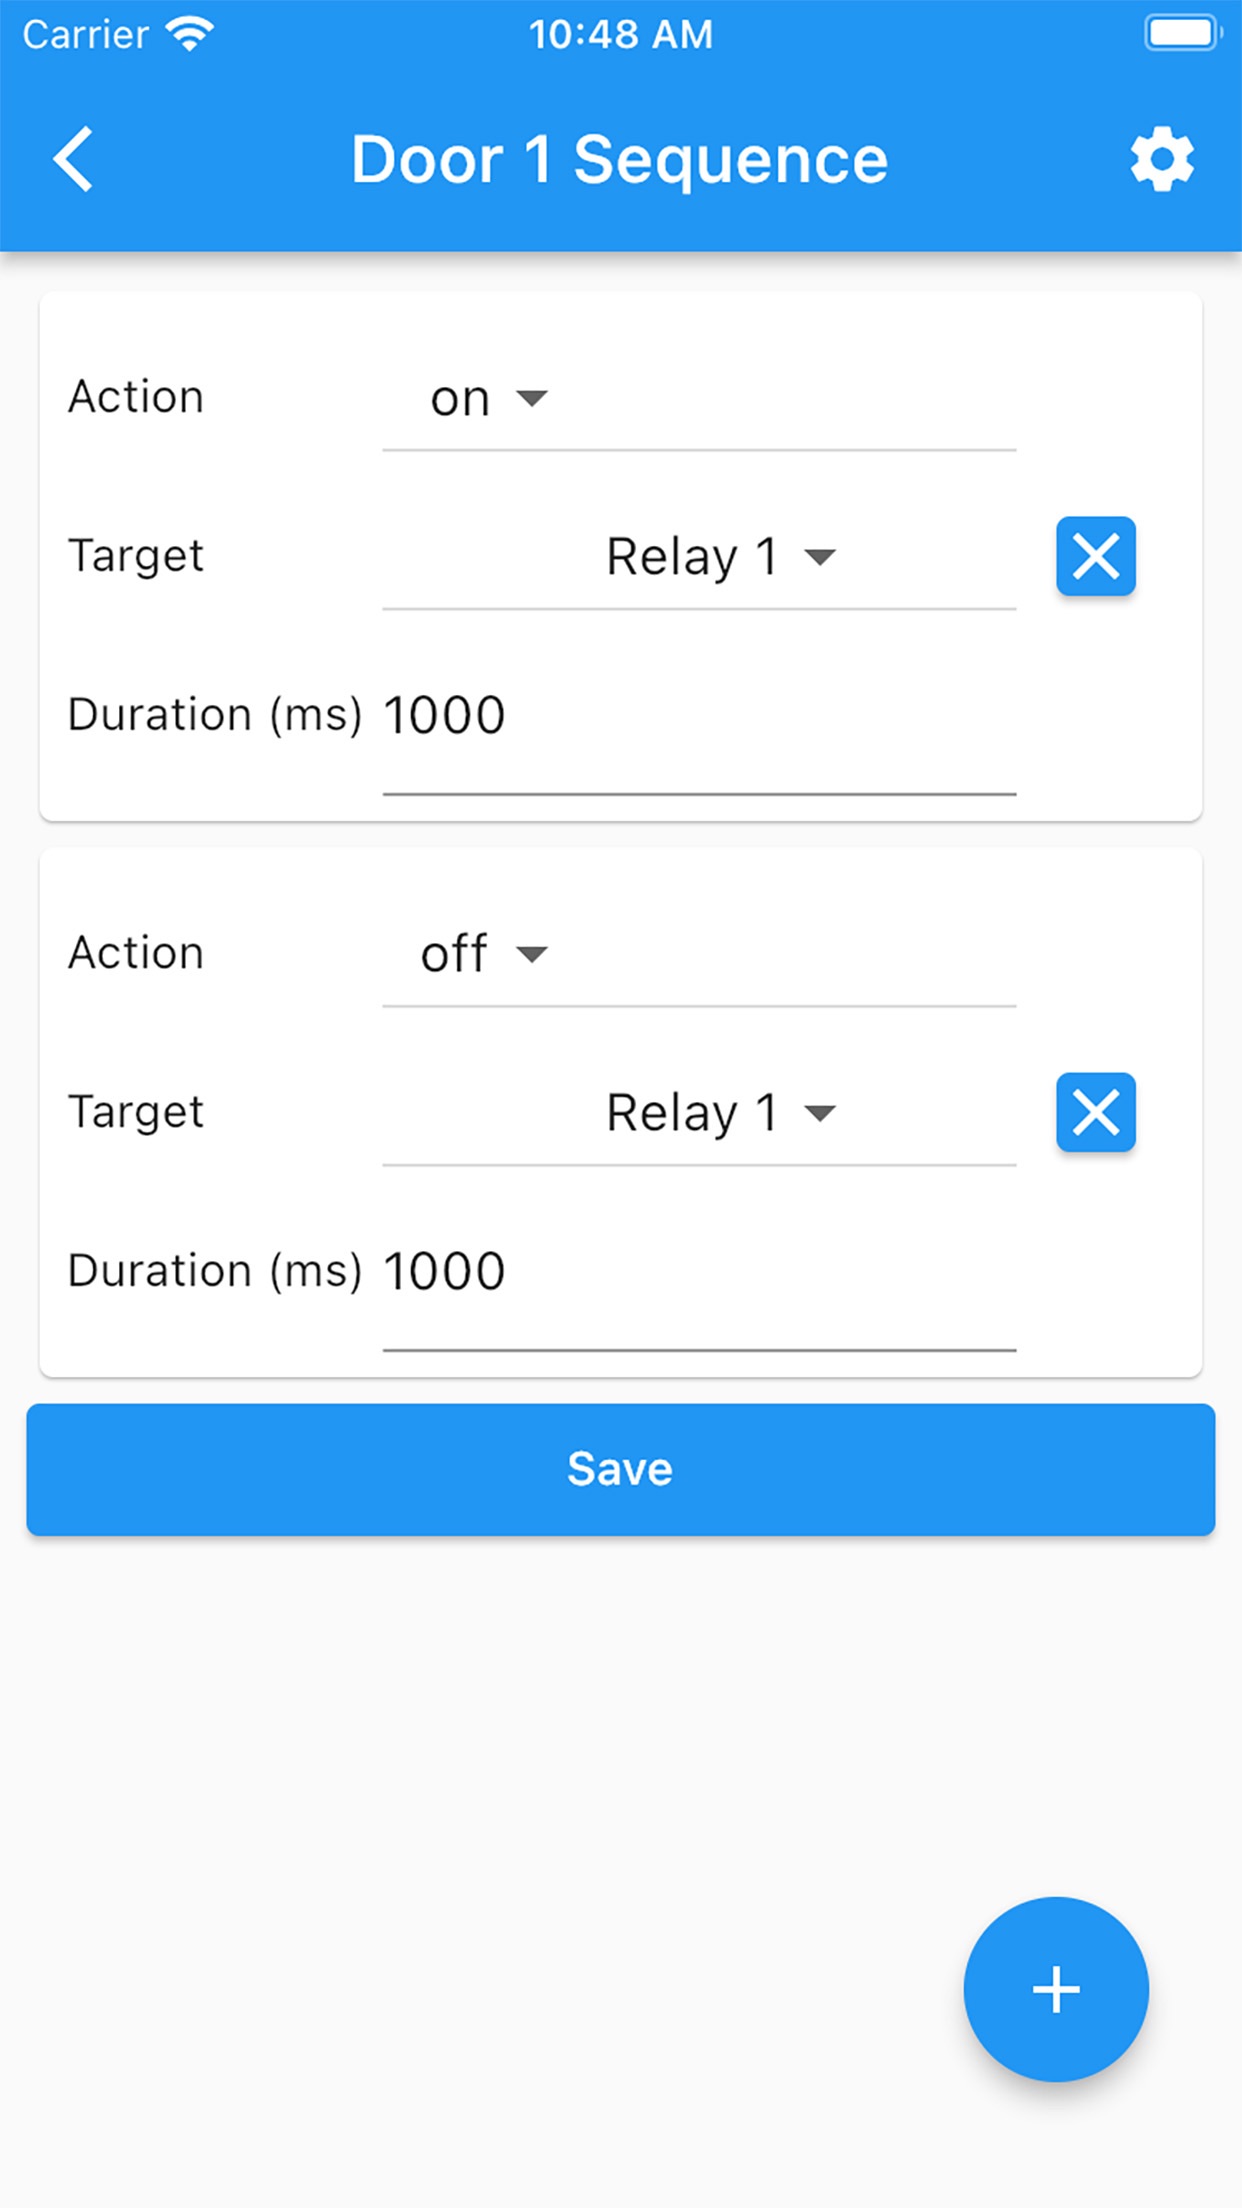 Carrier 10:48 AM
Door 1 Sequence
Action on
Target Relay 1
Duration (ms) 1000
Action off
Target Relay 1
Duration (ms) 1000
Save
+